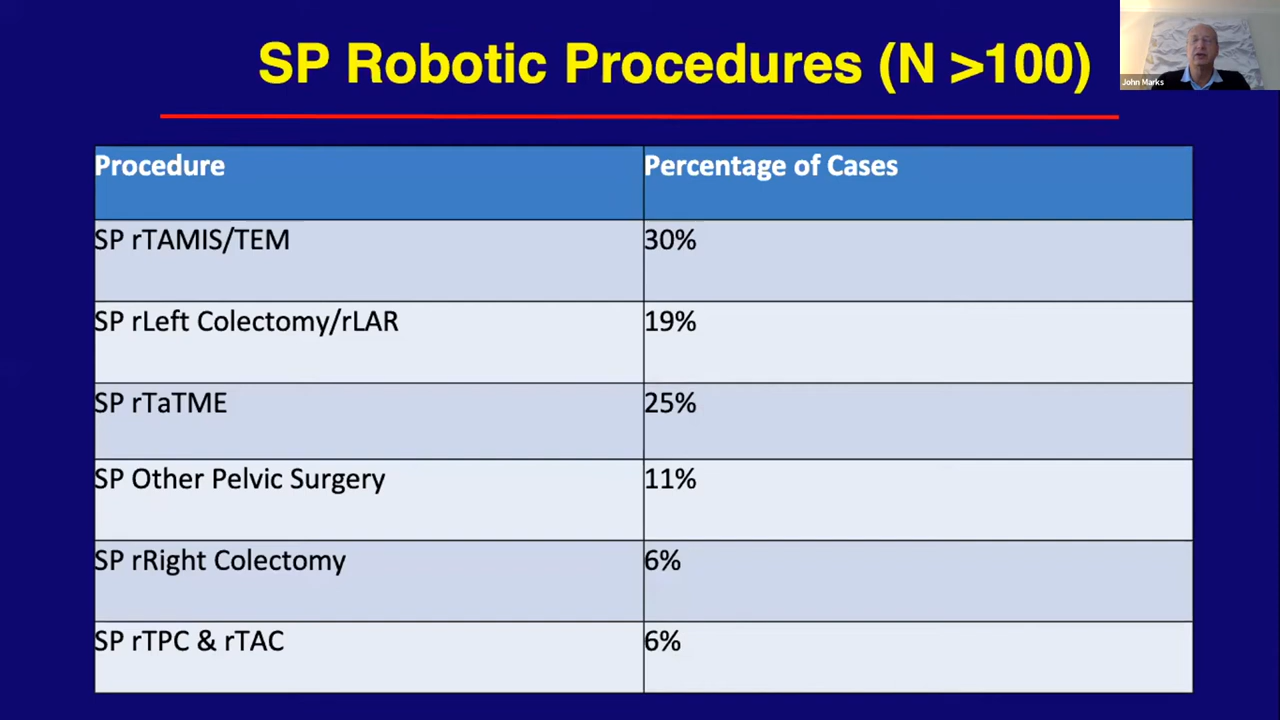 SP Robotic Procedures (N >100)
John Marks
Procedure Percentage of Cases
SP rTAMIS/TEM 30%
SP rLeft Colectomy/rLAR 19%
SP rTaTME 25%
SP Other Pelvic Surgery 11%
SP rRight Colectomy 6%
SP rTPC & rTAC 6%